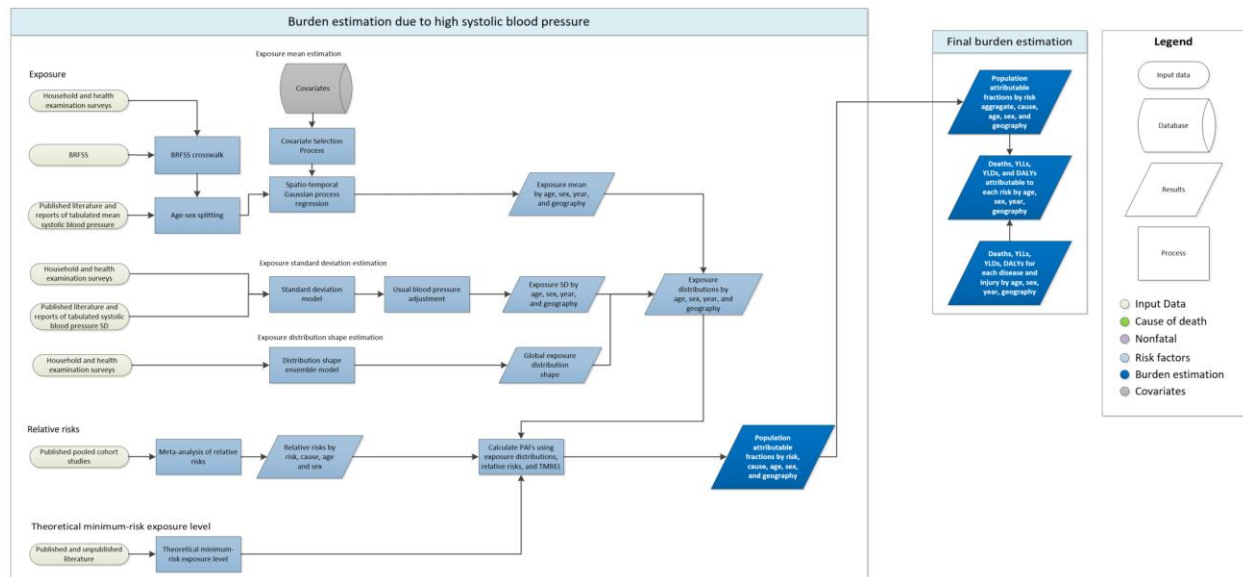 Burden estimation due to high systolic blood pressure
Exposure mean estimation
Exposure
Household and health
examination surveys
Covariates
BRFSS
BRFSS crosswalk
Covariate Selection
Process
Published literature and
reports of tabulated mean
systolic blood pressure
Age-sex splitting
Spatio-temporal
Gaussian process
regression
Exposure mean
by age, sex, year,
and geography
Exposure standard deviation estimation
Household and health
examination surveys
Published literature and
reports of tabulated systolic
blood pressure SD
Standard deviation
model
Usual blood pressure
adjustment
Exposure SD by
age, sex, year,
and geography
Exposure
distributions by
age, sex, year, and
geography
Exposure distribution shape estimation
Household and health
examination surveys
Distribution shape
ensemble model
Global exposure
distribution
shape
Relative risks
Published pooled cohort
studies
Meta-analysis of relative
risks
Relative risks by
risk, cause, age
and sex
Calculate PAFs using
exposure distributions,
relative risks, and TMREL
Population
attributable
fractions by risk,
cause, age, sex,
and geography
Theoretical minimum-risk exposure level
Published and unpublished
literature
Theoretical minimum-
risk exposure level
Final burden estimation
Population
attributable
fractions by risk
aggregate, cause,
age, sex, and
geography
Deaths, YLLs,
YLDs, and DALYs
attributable to
each risk by age,
sex, year,
geography
Deaths, YLLs,
YLDs, DALYs for
each disease and
injury by age, sex,
year, geography
Legend
Input data
Database
Results
Process
Input Data
Cause of death
Nonfatal
Risk factors
Burden estimation
Covariates